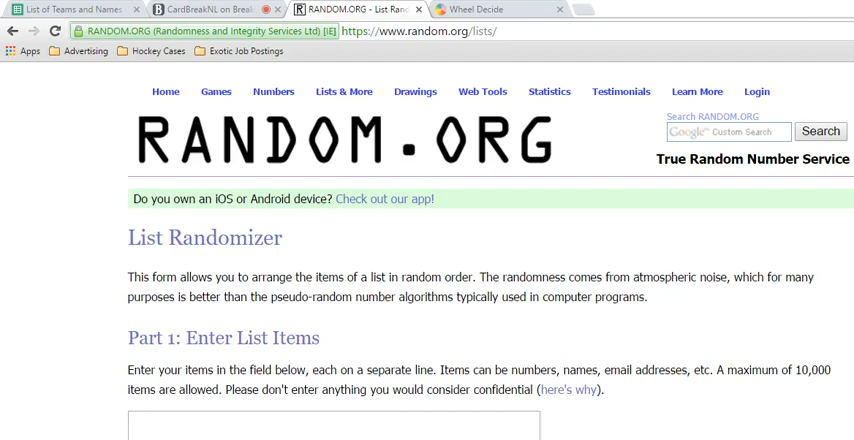 List of Teams and Names
CardBreakNL on Break
RANDOM.ORG - List Ran
Wheel Decide
RANDOM.ORG (Randomness and Integrity Services Ltd) [IE] https://www.random.org/lists/
Apps Advertising Hockey Cases Exotic Job Postings
Home Games Numbers Lists & More Drawings Web Tools Statistics Testimonials Learn More Login
Search RANDOM.ORG
RANDOM.ORG
Google™ Custom Search Search
True Random Number Service
Do you own an iOS or Android device? Check out our app!
List Randomizer
This form allows you to arrange the items of a list in random order. The randomness comes from atmospheric noise, which for many
purposes is better than the pseudo-random number algorithms typically used in computer programs.
Part 1: Enter List Items
Enter your items in the field below, each on a separate line. Items can be numbers, names, email addresses, etc. A maximum of 10,000
items are allowed. Please don't enter anything you would consider confidential (here's why).